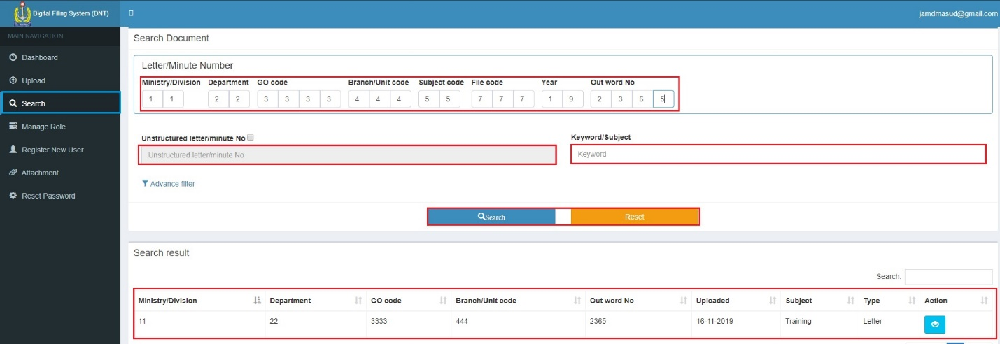 Digital Filing System (DNT)
jamdmasud@gmail.com
MAIN NAVIGATION
Dashboard
Upload
Search
Manage Role
Register New User
Attachment
Reset Password
Search Document
Letter/Minute Number
Ministry/Division Department GO code Branch/Unit code Subject code File code Year Out word No
1 1 2 2 3 3 3 3 4 4 4 5 5 7 7 7 1 9 2 3 6 5
Unstructured letter/minute No Keyword/Subject
Unstructured letter/minute No Keyword
Advance filter
Search Reset
Search result
Search:
Ministry/Division Department GO code Branch/Unit code Out word No Uploaded Subject Type Action
11 22 3333 444 2365 16-11-2019 Training Letter